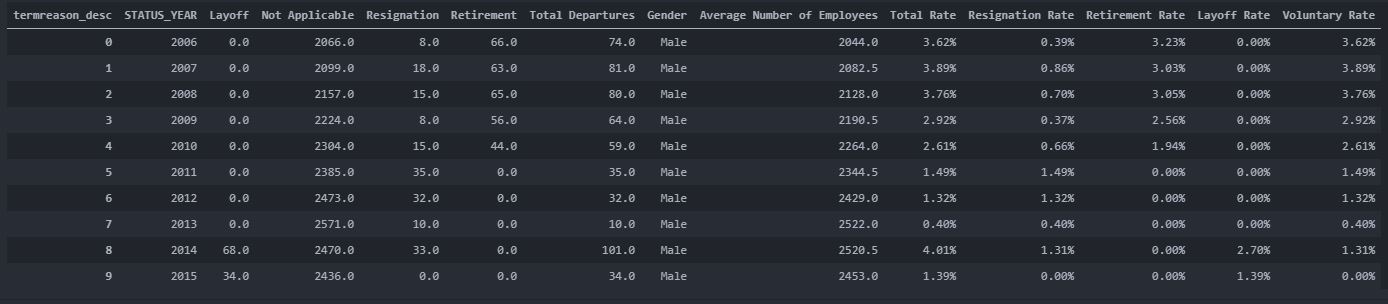 termreason_desc STATUS_YEAR Layoff Not Applicable Resignation Retirement Total Departures Gender Average Number of Employees Total Rate Resignation Rate Retirement Rate Layoff Rate Voluntary Rate
0 2006 0.0 2066.0 8.0 66.0 74.0 Male 2044.0 3.62% 0.39% 3.23% 0.00% 3.62%
1 2007 0.0 2099.0 18.0 63.0 81.0 Male 2082.5 3.89% 0.86% 3.03% 0.00% 3.89%
2 2008 0.0 2157.0 15.0 65.0 80.0 Male 2128.0 3.76% 0.70% 3.05% 0.00% 3.76%
3 2009 0.0 2224.0 8.0 56.0 64.0 Male 2190.5 2.92% 0.37% 2.56% 0.00% 2.92%
4 2010 0.0 2304.0 15.0 44.0 59.0 Male 2264.0 2.61% 0.66% 1.94% 0.00% 2.61%
5 2011 0.0 2385.0 35.0 0.0 35.0 Male 2344.5 1.49% 1.49% 0.00% 0.00% 1.49%
6 2012 0.0 2473.0 32.0 0.0 32.0 Male 2429.0 1.32% 1.32% 0.00% 0.00% 1.32%
7 2013 0.0 2571.0 10.0 0.0 10.0 Male 2522.0 0.40% 0.40% 0.00% 0.00% 0.40%
8 2014 68.0 2470.0 33.0 0.0 101.0 Male 2520.5 4.01% 1.31% 0.00% 2.70% 1.31%
9 2015 34.0 2436.0 0.0 0.0 34.0 Male 2453.0 1.39% 0.00% 0.00% 1.39% 0.00%